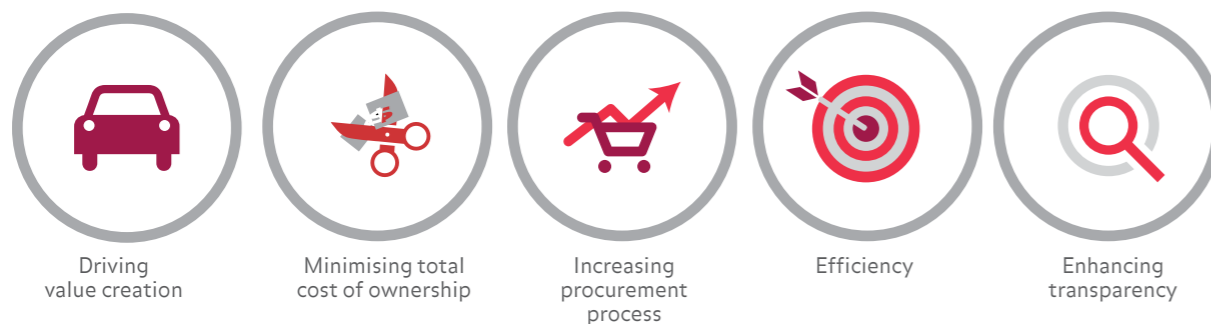 Driving
value creation
Minimising total
cost of ownership
Increasing
procurement
process
Efficiency
Enhancing
transparency